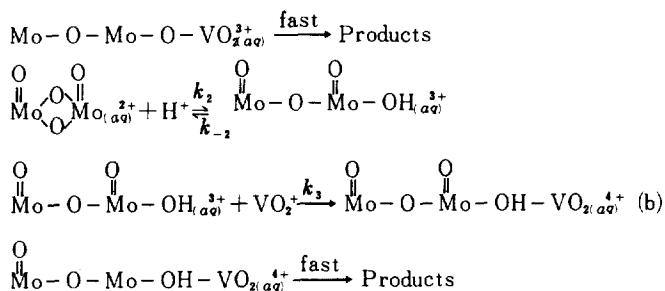 Mo－O－Mo－O－VO₂₍aq₎³⁺ fast→ Products
O O
Mo O Mo₍aq₎²⁺＋H⁺ k₂ ⇌ k₋₂ Mo－O－Mo－OH₍aq₎³⁺
O
O O O
Mo－O－Mo－OH₍aq₎³⁺＋VO₂⁺ k₃→ Mo－O－Mo－OH－VO₂₍aq₎⁴⁺ (b)
O
Mo－O－Mo－OH－VO₂₍aq₎⁴⁺ fast→ Products